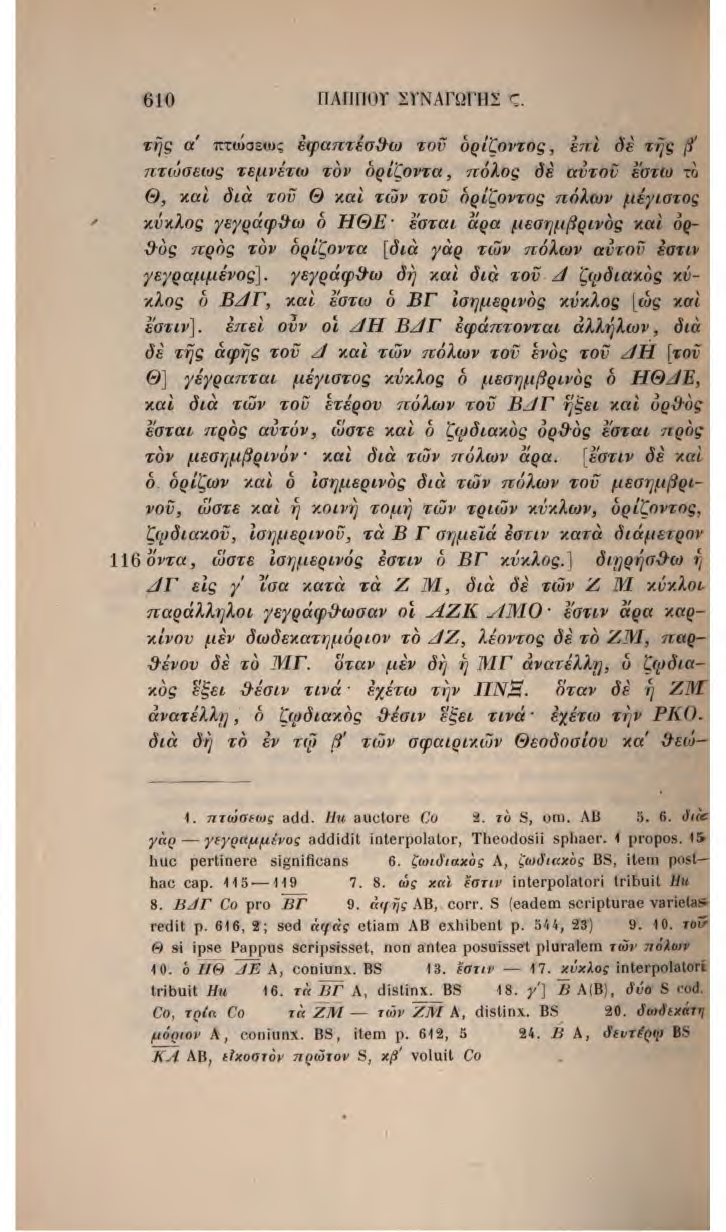 610 ΠΑΠΠΟΥ ΣΥΝΑΓΩΓΗΣ ϛ.
τῆς α' πτώσεως ἐφαπτέσθω τοῦ ὁρίζοντος, ἐπὶ δὲ τῆς β'
πτώσεως τεμνέτω τὸν ὁρίζοντα, πόλος δὲ αὐτοῦ ἔστω τὸ
Θ, καὶ διὰ τοῦ Θ καὶ τῶν τοῦ ὁρίζοντος πόλων μέγιστος
κύκλος γεγράφθω ὁ ΗΘΕ· ἔσται ἄρα μεσημβρινὸς καὶ ὀρ-
θὸς πρὸς τὸν ὁρίζοντα [διὰ γὰρ τῶν πόλων αὐτοῦ ἐστιν
γεγραμμένος]. γεγράφθω δὴ καὶ διὰ τοῦ Δ ζῳδιακὸς κύ-
κλος ὁ ΒΔΓ, καὶ ἔστω ὁ ΒΓ ἰσημερινὸς κύκλος [ὡς καὶ
ἔστιν]. ἐπεὶ οὖν οἱ ΔΗ ΒΔΓ ἐφάπτονται ἀλλήλων, διὰ
δὲ τῆς ἁφῆς τοῦ Δ καὶ τῶν πόλων τοῦ ἑνὸς τοῦ ΔΗ [τοῦ
Θ] γέγραπται μέγιστος κύκλος ὁ μεσημβρινὸς ὁ ΗΘΔΕ,
καὶ διὰ τῶν τοῦ ἑτέρου πόλων τοῦ ΒΔΓ ἥξει καὶ ὀρθὸς
ἔσται πρὸς αὐτόν, ὥστε καὶ ὁ ζῳδιακὸς ὀρθὸς ἔσται πρὸς
τὸν μεσημβρινόν· καὶ διὰ τῶν πόλων ἄρα. [ἔστιν δὲ καὶ
ὁ ὁρίζων καὶ ὁ ἰσημερινὸς διὰ τῶν πόλων τοῦ μεσημβρι-
νοῦ, ὥστε καὶ ἡ κοινὴ τομὴ τῶν τριῶν κύκλων, ὁρίζοντος,
ζῳδιακοῦ, ἰσημερινοῦ, τὰ Β Γ σημεῖά ἐστιν κατὰ διάμετρον
116 ὄντα, ὥστε ἰσημερινός ἐστιν ὁ ΒΓ κύκλος.] διῃρήσθω ἡ
ΔΓ εἰς γ' ἴσα κατὰ τὰ Ζ Μ, διὰ δὲ τῶν Ζ Μ κύκλοι
παράλληλοι γεγράφθωσαν οἱ ΛΖΚ ΛΜΟ· ἔστιν ἄρα καρ-
κίνου μὲν δωδεκατημόριον τὸ ΔΖ, λέοντος δὲ τὸ ΖΜ, παρ-
θένου δὲ τὸ ΜΓ. ὅταν μὲν δὴ ἡ ΜΓ ἀνατέλλῃ, ὁ ζῳδια-
κὸς ἕξει θέσιν τινά· ἐχέτω τὴν ΠΝΞ. ὅταν δὲ ἡ ΖΜ
ἀνατέλλῃ, ὁ ζῳδιακὸς θέσιν ἕξει τινά· ἐχέτω τὴν ΡΚΟ.
διὰ δὴ τὸ ἐν τῷ β' τῶν σφαιρικῶν Θεοδοσίου κα' θεώ-
1. πτώσεως add. Hu auctore Co 2. τὸ S, om. AB 5. 6. διὰ
γὰρ — γεγραμμένος addidit interpolator, Theodosii sphaer. 1 propos. 15
huc pertinere significans 6. ζωιδιακὸς A, ζωδιακὸς BS, item post-
hac cap. 115—119 7. 8. ὡς καὶ ἔστιν interpolatori tribuit Hu
8. ΒΔΓ Co pro ΒΓ 9. ἀφῆς AB, corr. S (eadem scripturae varietas
redit p. 616, 2; sed ἀφὰς etiam AB exhibent p. 544, 23) 9. 10. τοῦ
Θ si ipse Pappus scripsisset, non antea posuisset pluralem τῶν πόλων
10. ὁ ΗΘ ΔΕ A, coniunx. BS 13. ἔστιν — 17. κύκλος interpolatori
tribuit Hu 16. τὰ ΒΓ A, distinx. BS 18. γ'] Β A(B), δύο S cod.
Co, τρία Co τὰ ΖΜ — τῶν ΖΜ A, distinx. BS 20. δωδεκάτη
μόριον A, coniunx. BS, item p. 612, 5 24. Β A, δευτέρῳ BS
ΚΑ AB, εἰκοστὸν πρῶτον S, κβ' voluit Co